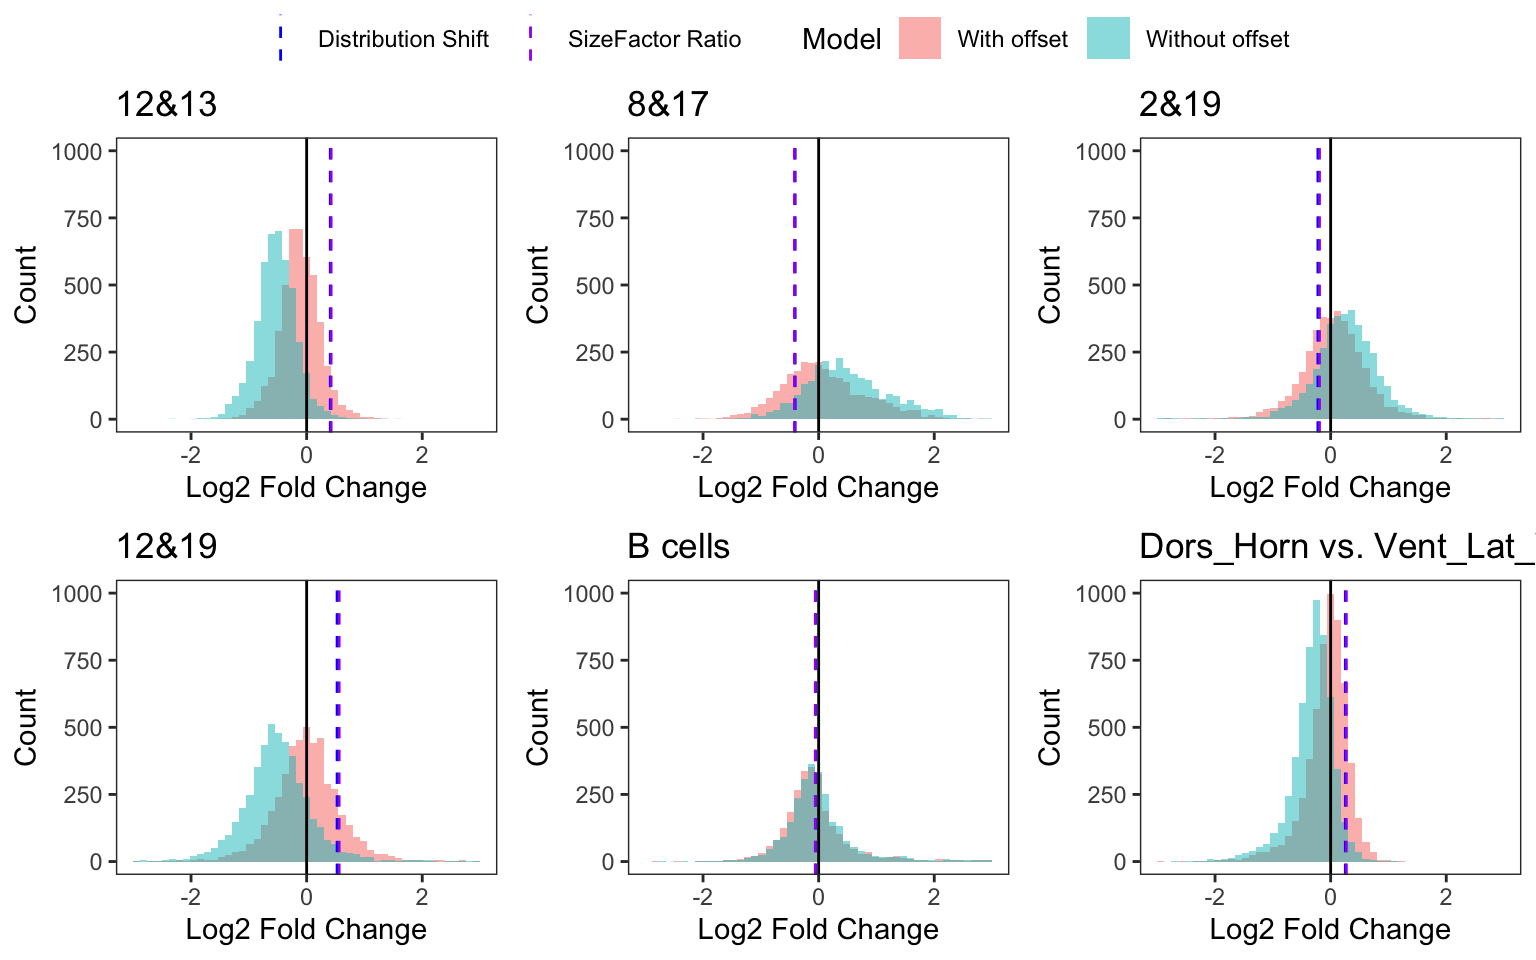 Distribution Shift SizeFactor Ratio Model With offset Without offset
12&13
1000
750
500
250
0
Count
-2 0 2
Log2 Fold Change
8&17
1000
750
500
250
0
Count
-2 0 2
Log2 Fold Change
2&19
1000
750
500
250
0
Count
-2 0 2
Log2 Fold Change
12&19
1000
750
500
250
0
Count
-2 0 2
Log2 Fold Change
B cells
1000
750
500
250
0
Count
-2 0 2
Log2 Fold Change
Dors_Horn vs. Vent_Lat_
1000
750
500
250
0
Count
-2 0 2
Log2 Fold Change